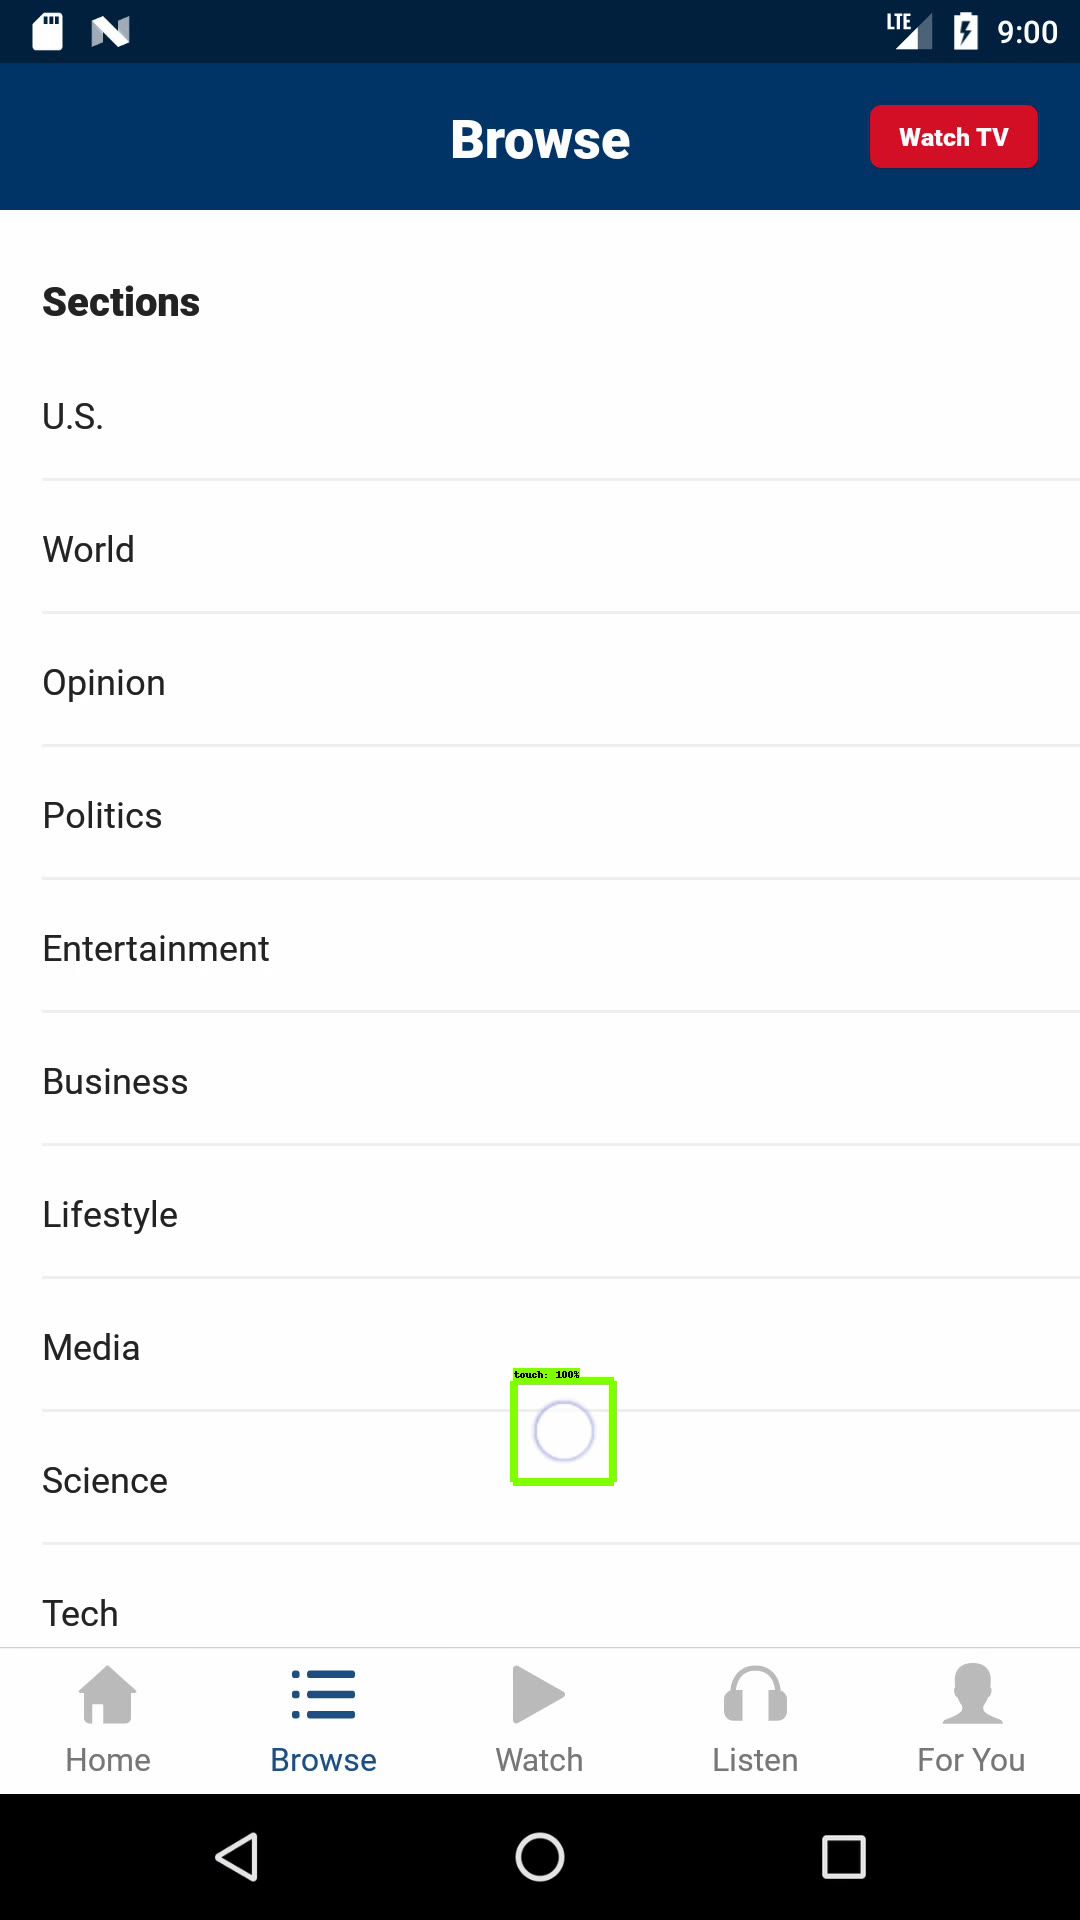 LTE 9:00
Browse
Watch TV
Sections
U.S.
World
Opinion
Politics
Entertainment
Business
Lifestyle
Media
touch: 100%
Science
Tech
Home Browse Watch Listen For You